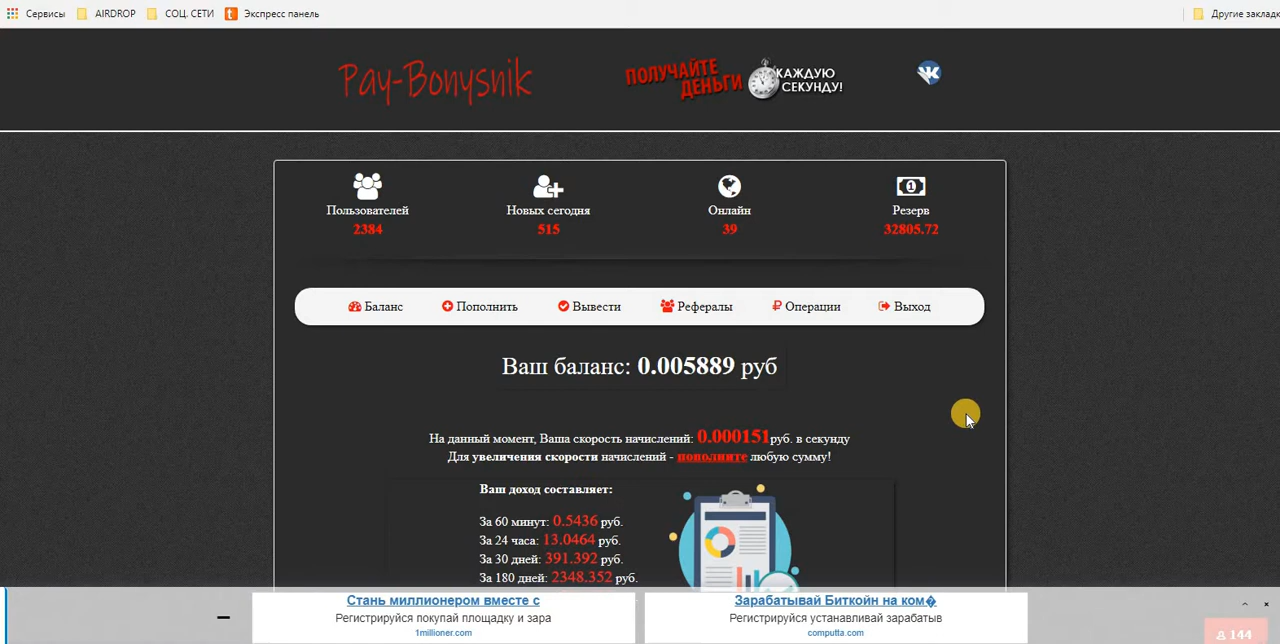 Сервисы AIRDROP СОЦ. СЕТИ Экспресс панель Другие заклад
Pay-Bonysnik ПОЛУЧАЙТЕ ДЕНЬГИ КАЖДУЮ СЕКУНДУ!
Пользователей Новых сегодня Онлайн Резерв
2384 515 39 32805.72
Баланс Пополнить Вывести Рефералы Операции Выход
Ваш баланс: 0.005889 руб
На данный момент, Ваша скорость начислений: 0.000151руб. в секунду
Для увеличения скорости начислений - пополните любую сумму!
Ваш доход составляет:
За 60 минут: 0.5436 руб.
За 24 часа: 13.0464 руб.
За 30 дней: 391.392 руб.
За 180 дней: 2348.352 руб.
Стань миллионером вместе с Зарабатывай Биткойн на ком�
Регистрируйся покупай площадку и зара Регистрируйся устанавливай зарабатыв
1millioner.com computta.com
144